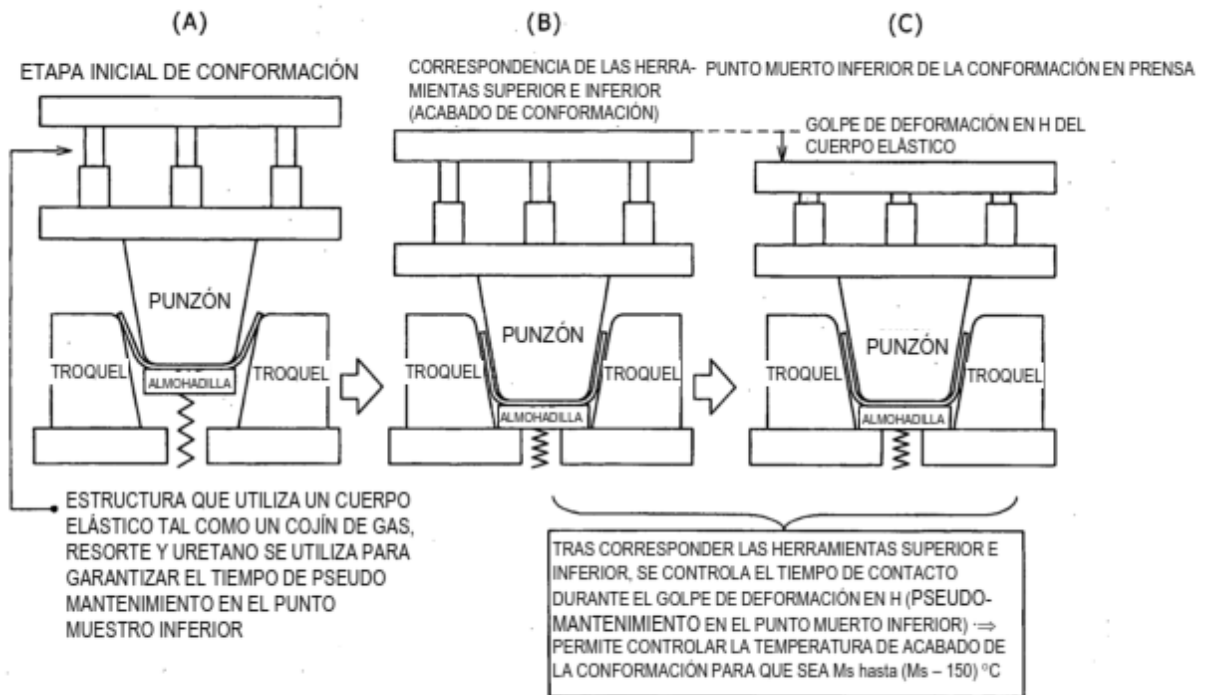 (A)
ETAPA INICIAL DE CONFORMACIÓN
PUNZÓN
TROQUEL
TROQUEL
ALMOHADILLA
ESTRUCTURA QUE UTILIZA UN CUERPO
ELÁSTICO TAL COMO UN COJÍN DE GAS,
RESORTE Y URETANO SE UTILIZA PARA
GARANTIZAR EL TIEMPO DE PSEUDO
MANTENIMIENTO EN EL PUNTO
MUESTRO INFERIOR
(B)
CORRESPONDENCIA DE LAS HERRA-
MIENTAS SUPERIOR E INFERIOR
(ACABADO DE CONFORMACIÓN)
PUNZÓN
TROQUEL
TROQUEL
ALMOHADILLA
(C)
PUNTO MUERTO INFERIOR DE LA CONFORMACIÓN EN PRENSA
GOLPE DE DEFORMACIÓN EN H DEL
CUERPO ELÁSTICO
PUNZÓN
TROQUEL
TROQUEL
ALMOHADILLA
TRAS CORRESPONDER LAS HERRAMIENTAS SUPERIOR E
INFERIOR, SE CONTROLA EL TIEMPO DE CONTACTO
DURANTE EL GOLPE DE DEFORMACIÓN EN H (PSEUDO-
MANTENIMIENTO EN EL PUNTO MUERTO INFERIOR) ⇒
PERMITE CONTROLAR LA TEMPERATURA DE ACABADO DE
LA CONFORMACIÓN PARA QUE SEA Ms hasta (Ms – 150) °C